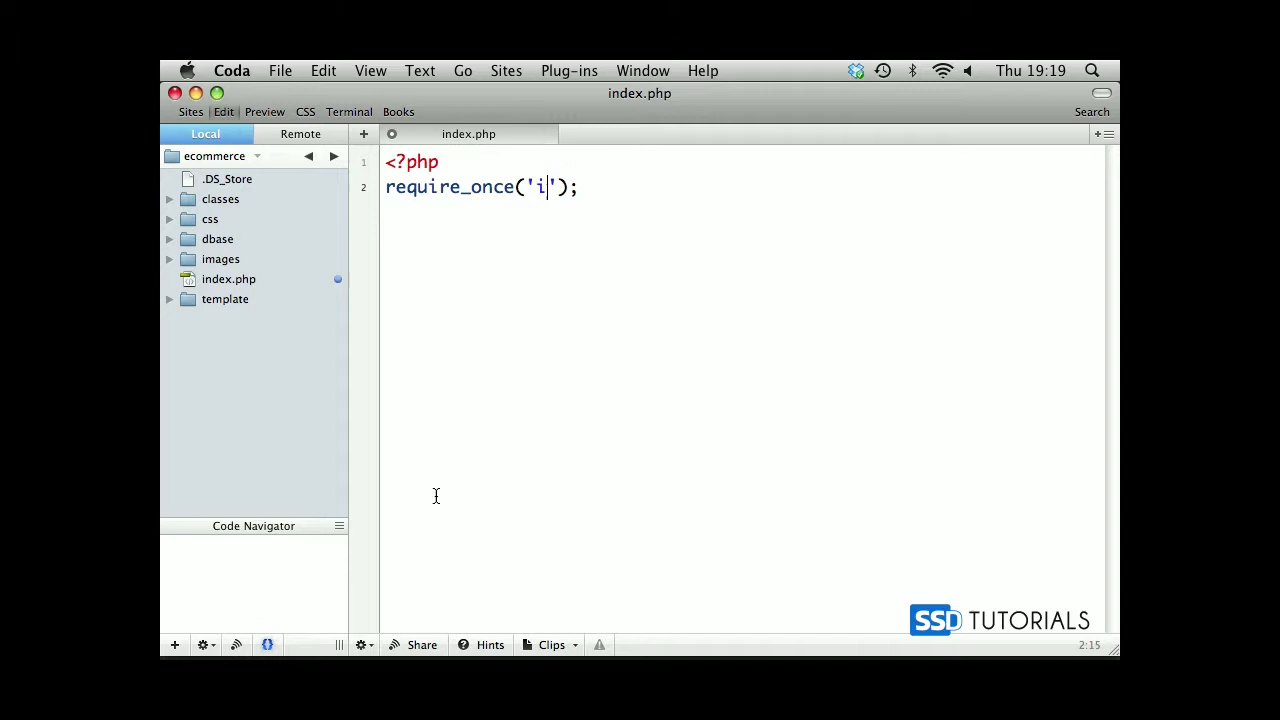 Coda File Edit View Text Go Sites Plug-ins Window Help Thu 19:19
index.php
Sites Edit Preview CSS Terminal Books Search
Local Remote + index.php
ecommerce
.DS_Store
classes
css
dbase
images
index.php
template
1 <?php
2 require_once('i');
Code Navigator
SSD TUTORIALS
Share Hints Clips 2:15